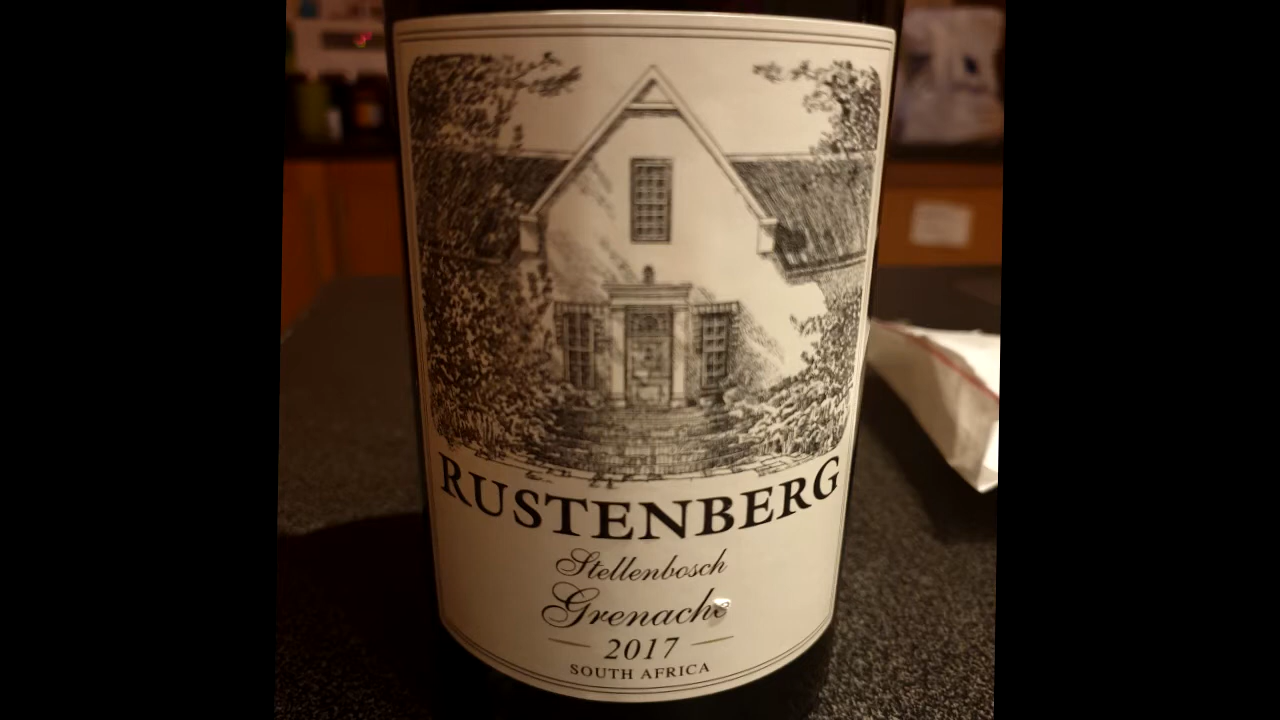 RUSTENBERG
Stellenbosch
Grenache
2017
SOUTH AFRICA